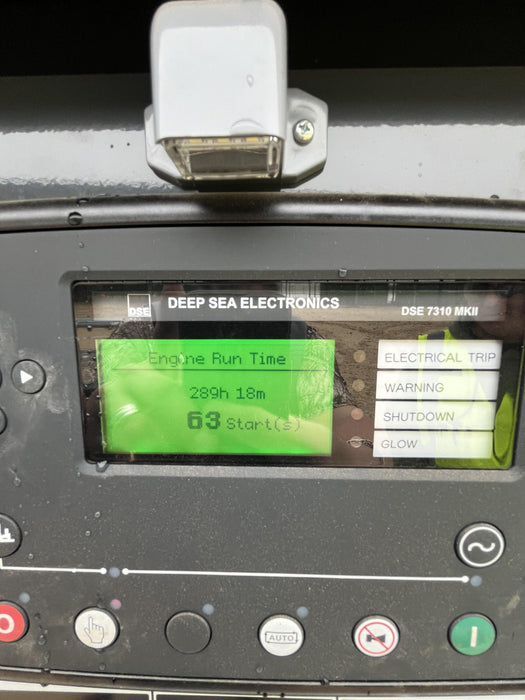 DSE
DEEP SEA ELECTRONICS
DSE 7310 MKII
Engine Run Time
289h 18m
63 Start(s)
ELECTRICAL TRIP
WARNING
SHUTDOWN
GLOW
O
AUTO
I